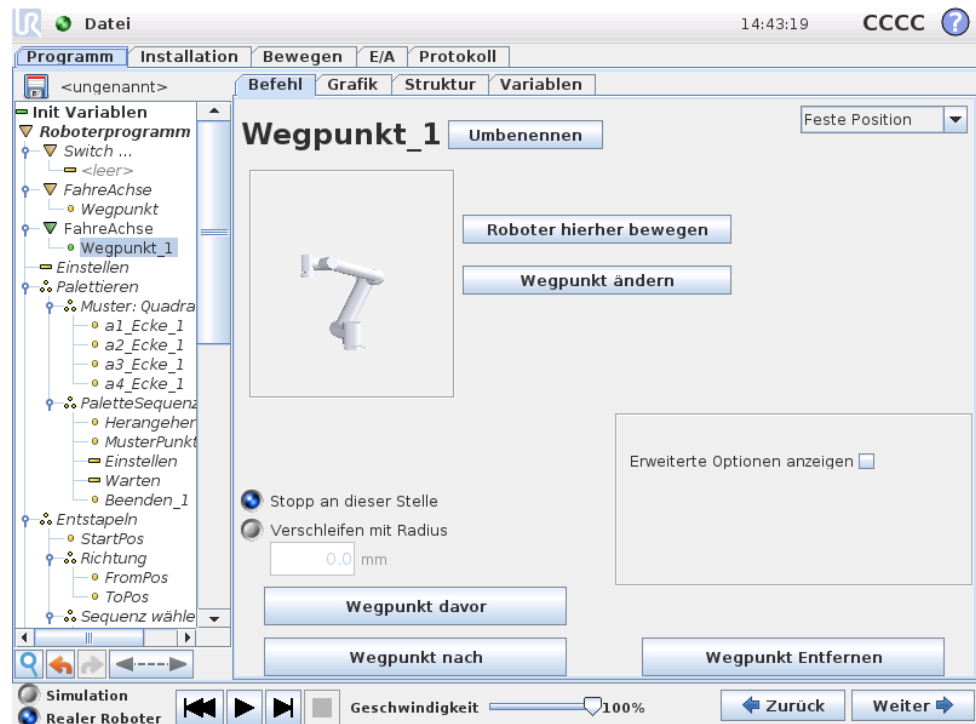 UR Datei 14:43:19 CCCC ?
Programm Installation Bewegen E/A Protokoll
<ungenannt>
Befehl Grafik Struktur Variablen
Init Variablen
Roboterprogramm
Switch ...
<leer>
FahreAchse
Wegpunkt
FahreAchse
Wegpunkt_1
Einstellen
Palettieren
Muster: Quadra
a1_Ecke_1
a2_Ecke_1
a3_Ecke_1
a4_Ecke_1
PaletteSequenz
Herangeher
MusterPunkt
Einstellen
Warten
Beenden_1
Entstapeln
StartPos
Richtung
FromPos
ToPos
Sequenz wähle
Wegpunkt_1 Umbenennen
Feste Position
Roboter hierher bewegen
Wegpunkt ändern
Erweiterte Optionen anzeigen
Stopp an dieser Stelle
Verschleifen mit Radius
0.0 mm
Wegpunkt davor
Wegpunkt nach
Wegpunkt Entfernen
Simulation
Realer Roboter
Geschwindigkeit 100%
Zurück Weiter